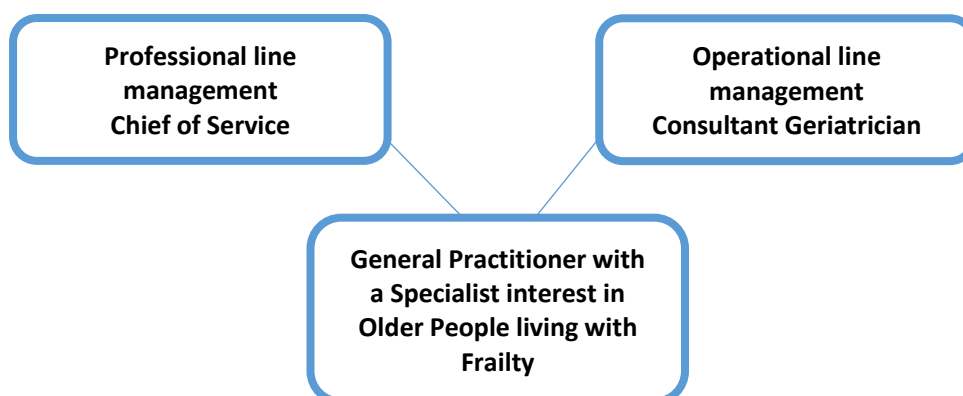 Professional line
management
Chief of Service
Operational line
management
Consultant Geriatrician
General Practitioner with
a Specialist interest in
Older People living with
Frailty